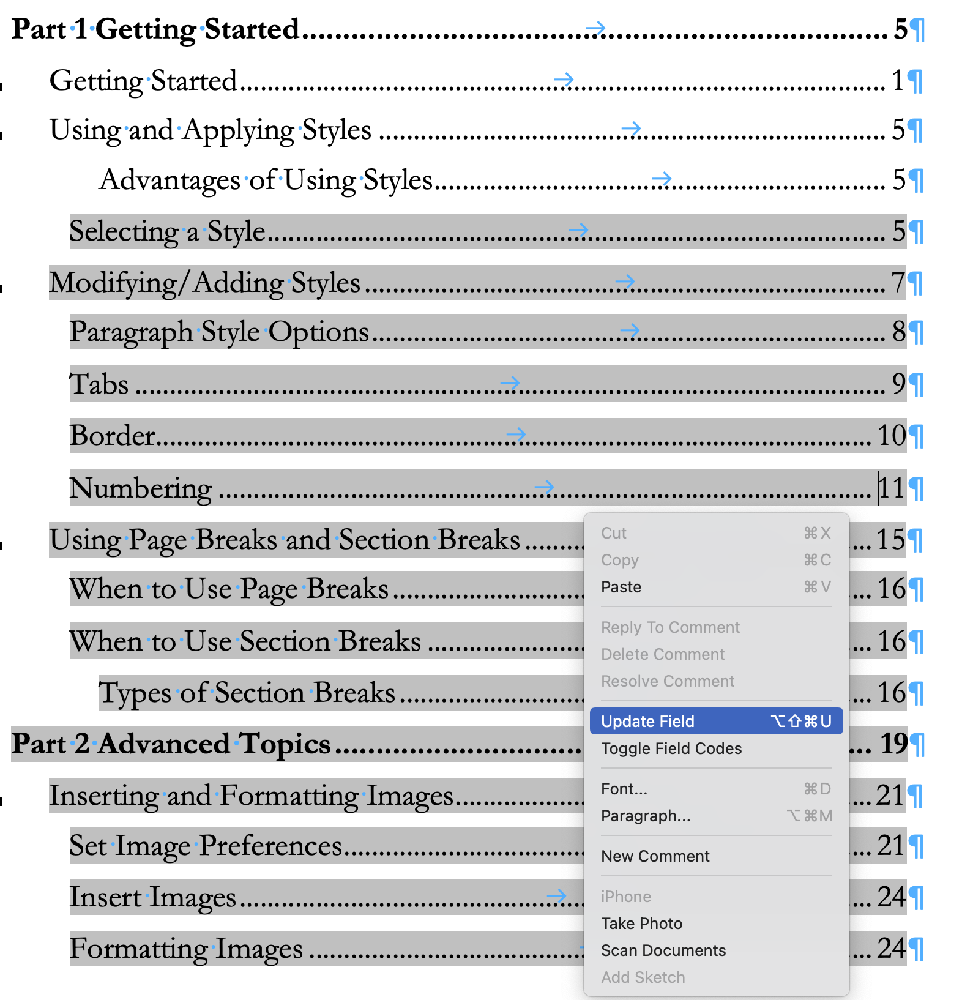 Part 1 Getting Started.......................................................... 5¶
Getting Started................................................................ 1¶
Using and Applying Styles .................................................. 5¶
Advantages of Using Styles............................................. 5¶
Selecting a Style............................................................. 5¶
Modifying/Adding Styles .................................................... 7¶
Paragraph Style Options................................................... 8¶
Tabs ........................................................................... 9¶
Border....................................................................... 10¶
Numbering ................................................................. 11¶
Using Page Breaks and Section Breaks ...... ... 15¶
When to Use Page Breaks ................... ... 16¶
When to Use Section Breaks ................ ... 16¶
Types of Section Breaks ................... ... 16¶
Part 2 Advanced Topics ........................ ... 19¶
Inserting and Formatting Images............. ... 21¶
Set Image Preferences........................ ... 21¶
Insert Images.................................. ... 24¶
Formatting Images ........................... ... 24¶
Cut ⌘X
Copy ⌘C
Paste ⌘V
Reply To Comment
Delete Comment
Resolve Comment
Update Field ⌥⇧⌘U
Toggle Field Codes
Font... ⌘D
Paragraph... ⌥⌘M
New Comment
iPhone
Take Photo
Scan Documents
Add Sketch